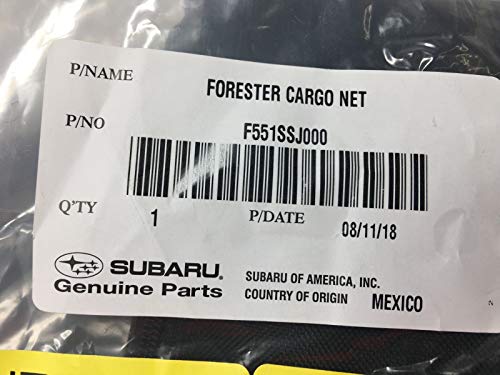 P/NAME FORESTER CARGO NET
P/NO F551SSJ000
Q'TY 1 P/DATE 08/11/18
SUBARU® SUBARU OF AMERICA, INC.
Genuine Parts COUNTRY OF ORIGIN MEXICO